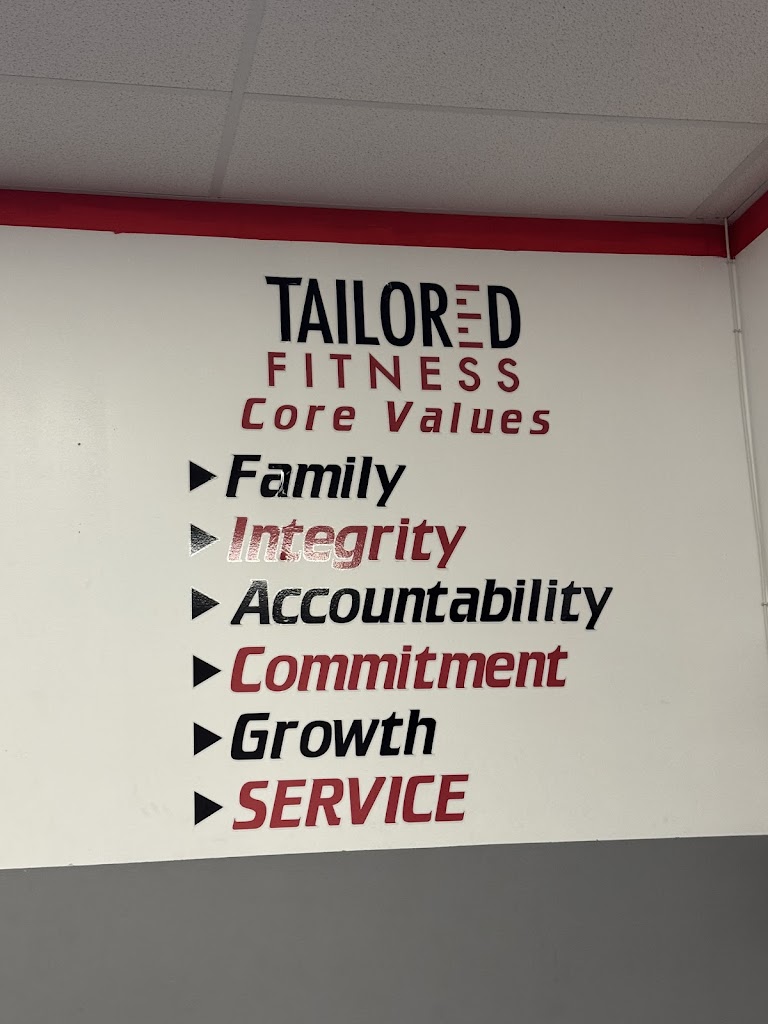 TAILORED
FITNESS
Core Values
Family
Integrity
Accountability
Commitment
Growth
SERVICE